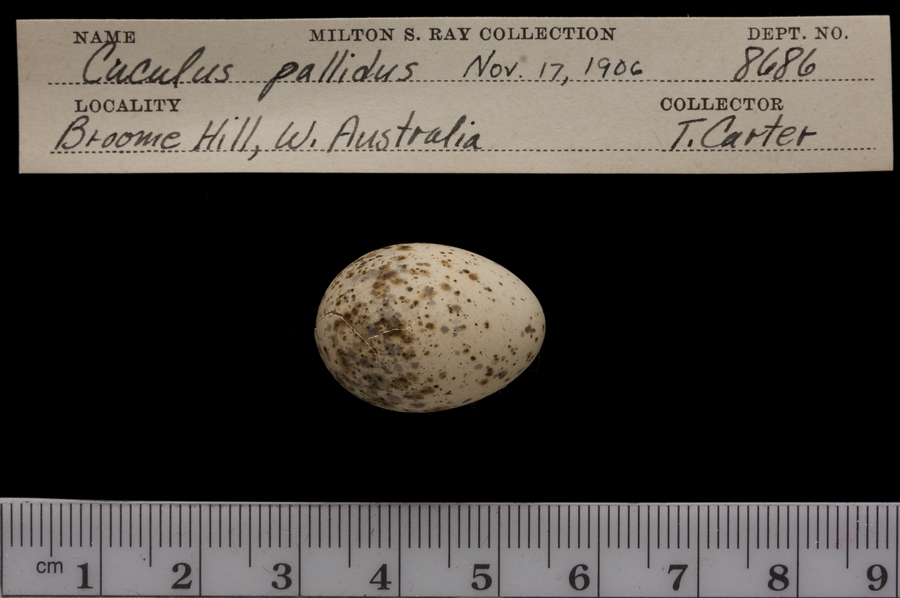 NAME MILTON S. RAY COLLECTION DEPT. NO.
Cuculus pallidus Nov. 17, 1906 8686
LOCALITY COLLECTOR
Broome Hill, W. Australia T. Carter
cm 1 2 3 4 5 6 7 8 9